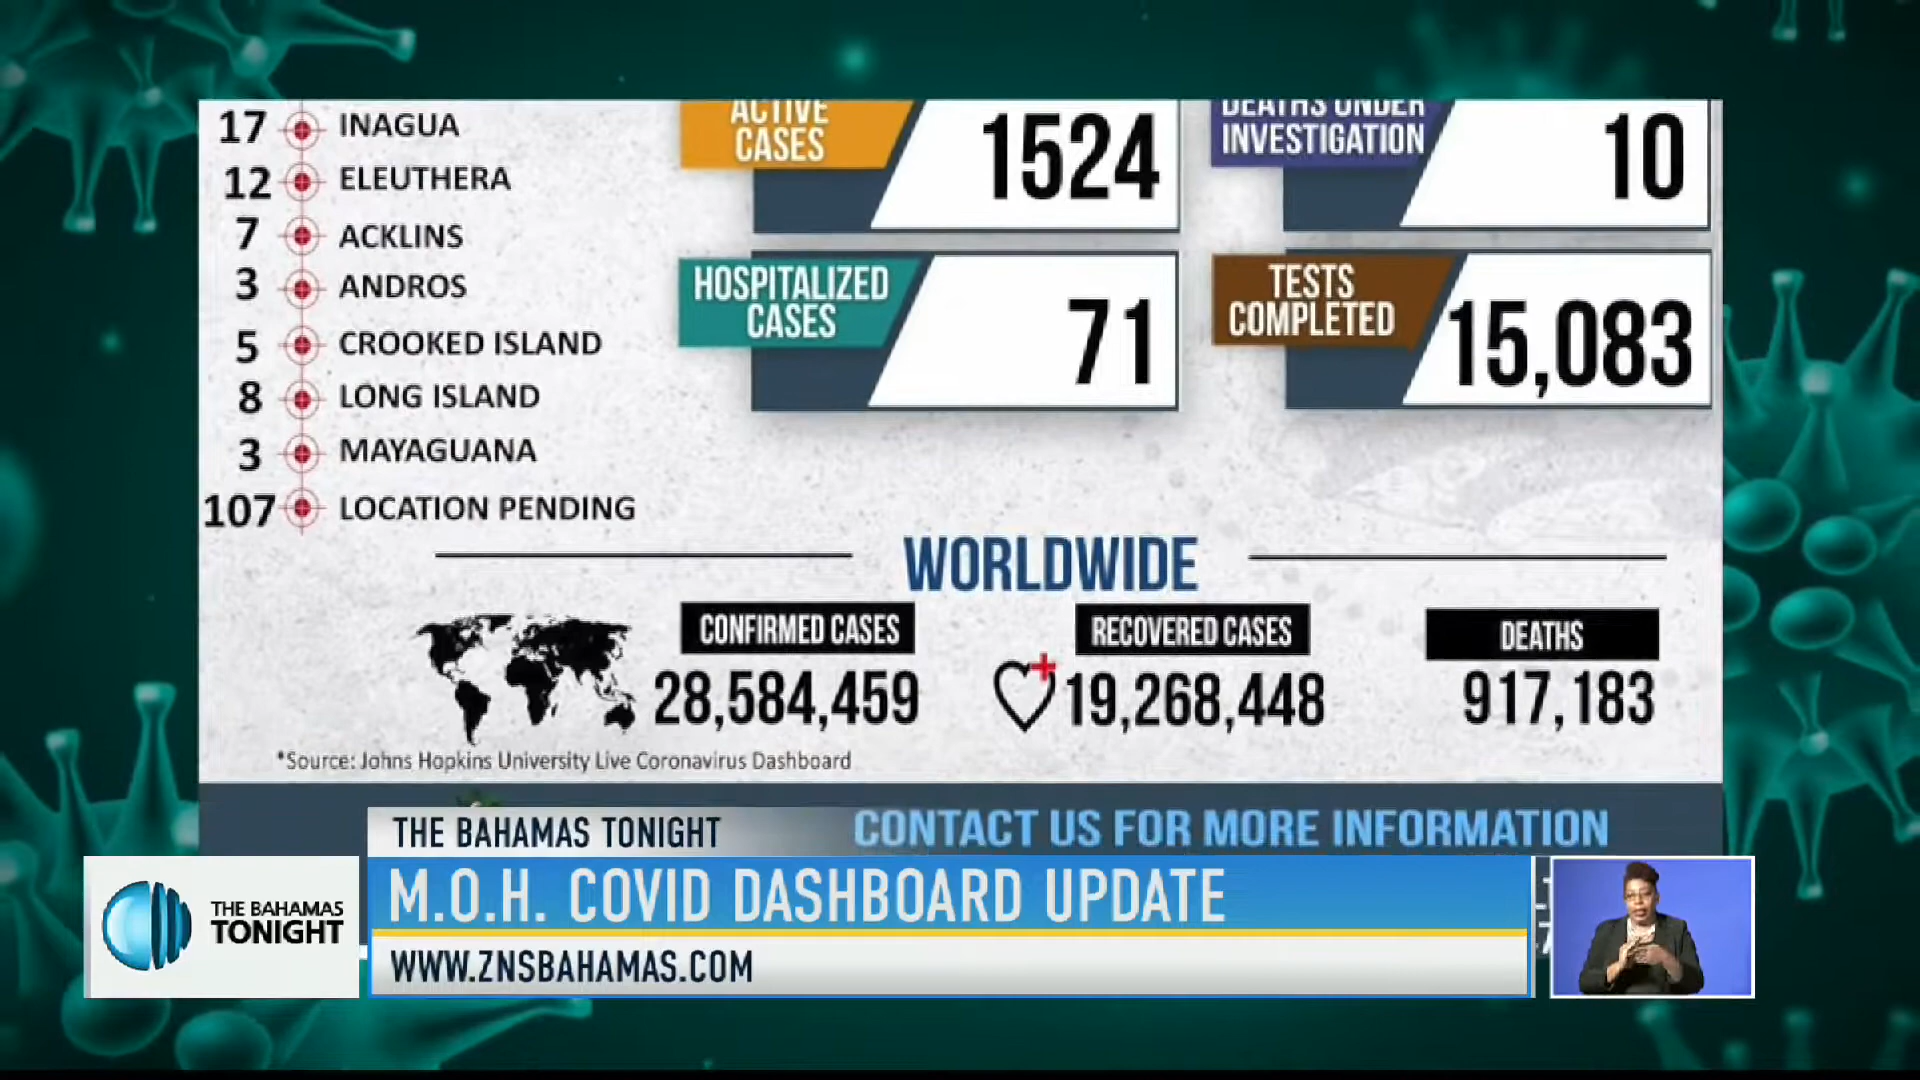 17 INAGUA
12 ELEUTHERA
7 ACKLINS
3 ANDROS
5 CROOKED ISLAND
8 LONG ISLAND
3 MAYAGUANA
107 LOCATION PENDING
ACTIVE
CASES
1524
DEATHS UNDER
INVESTIGATION
10
HOSPITALIZED
CASES
71
TESTS
COMPLETED
15,083
WORLDWIDE
CONFIRMED CASES
28,584,459
RECOVERED CASES
19,268,448
DEATHS
917,183
*Source: Johns Hopkins University Live Coronavirus Dashboard
CONTACT US FOR MORE INFORMATION
THE BAHAMAS TONIGHT
M.O.H. COVID DASHBOARD UPDATE
WWW.ZNSBAHAMAS.COM
THE BAHAMAS
TONIGHT